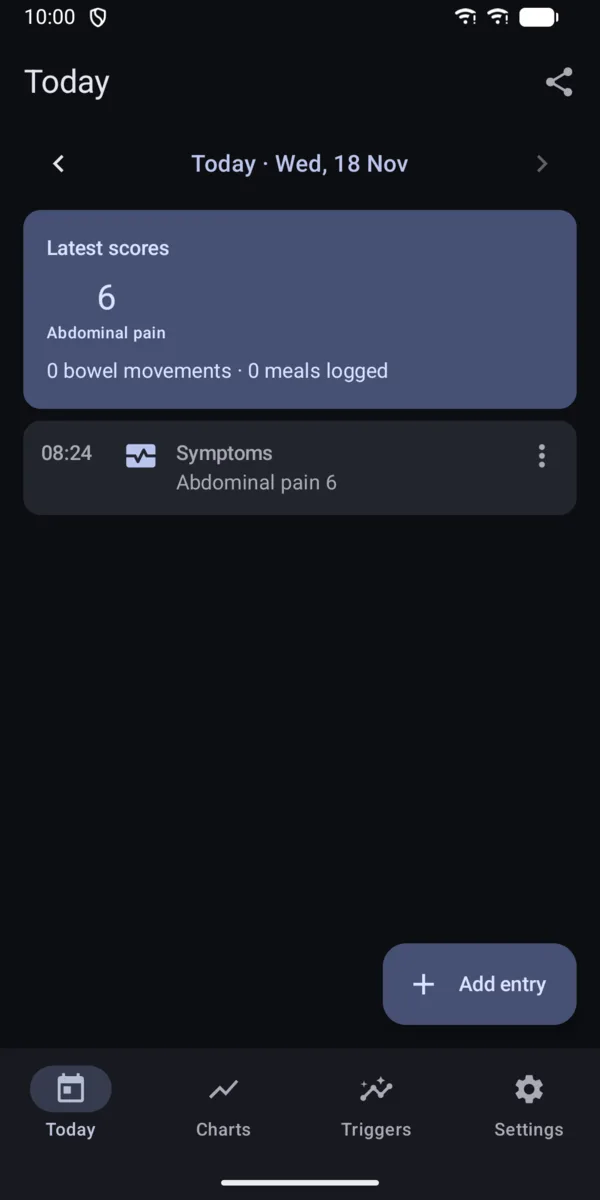 10:00
Today
Today · Wed, 18 Nov
Latest scores
6
Abdominal pain
0 bowel movements · 0 meals logged
08:24
Symptoms
Abdominal pain 6
Add entry
Today
Charts
Triggers
Settings